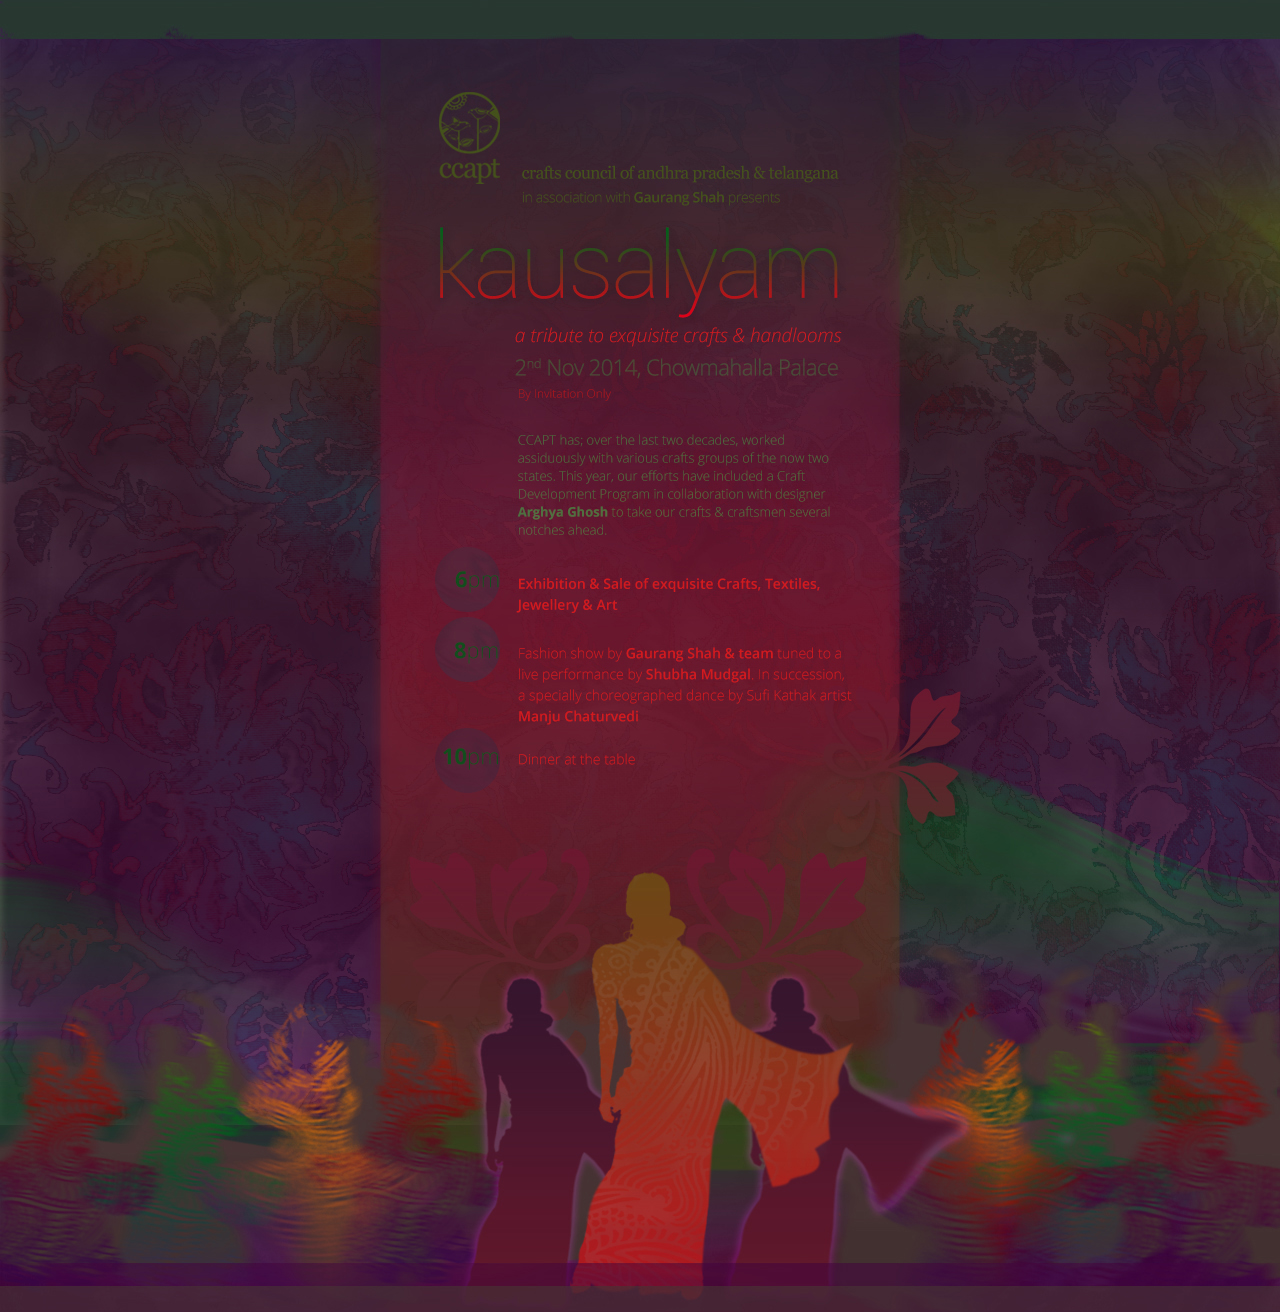 ccapt
crafts council of andhra pradesh & telangana
in association with Gaurang Shah presents
kausalyam
a tribute to exquisite crafts & handlooms
2nd Nov 2014, Chowmahalla Palace
By Invitation Only
CCAPT has; over the last two decades, worked
assiduously with various crafts groups of the now two
states. This year, our efforts have included a Craft
Development Program in collaboration with designer
Arghya Ghosh to take our crafts & craftsmen several
notches ahead.
6pm
Exhibition & Sale of exquisite Crafts, Textiles,
Jewellery & Art
8pm
Fashion show by Gaurang Shah & team tuned to a
live performance by Shubha Mudgal. In succession,
a specially choreographed dance by Sufi Kathak artist
Manju Chaturvedi
10am
Dinner at the table